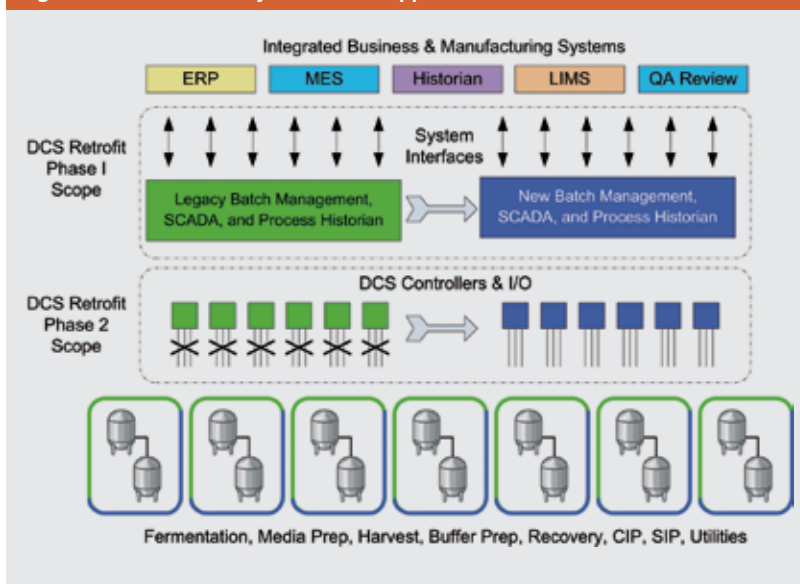 Integrated Business & Manufacturing Systems
ERP
MES
Historian
LIMS
QA Review
DCS Retrofit
Phase I
Scope
System
Interfaces
Legacy Batch Management,
SCADA, and Process Historian
New Batch Management,
SCADA, and Process Historian
DCS Retrofit
Phase 2
Scope
DCS Controllers & I/O
Fermentation, Media Prep, Harvest, Buffer Prep, Recovery, CIP, SIP, Utilities